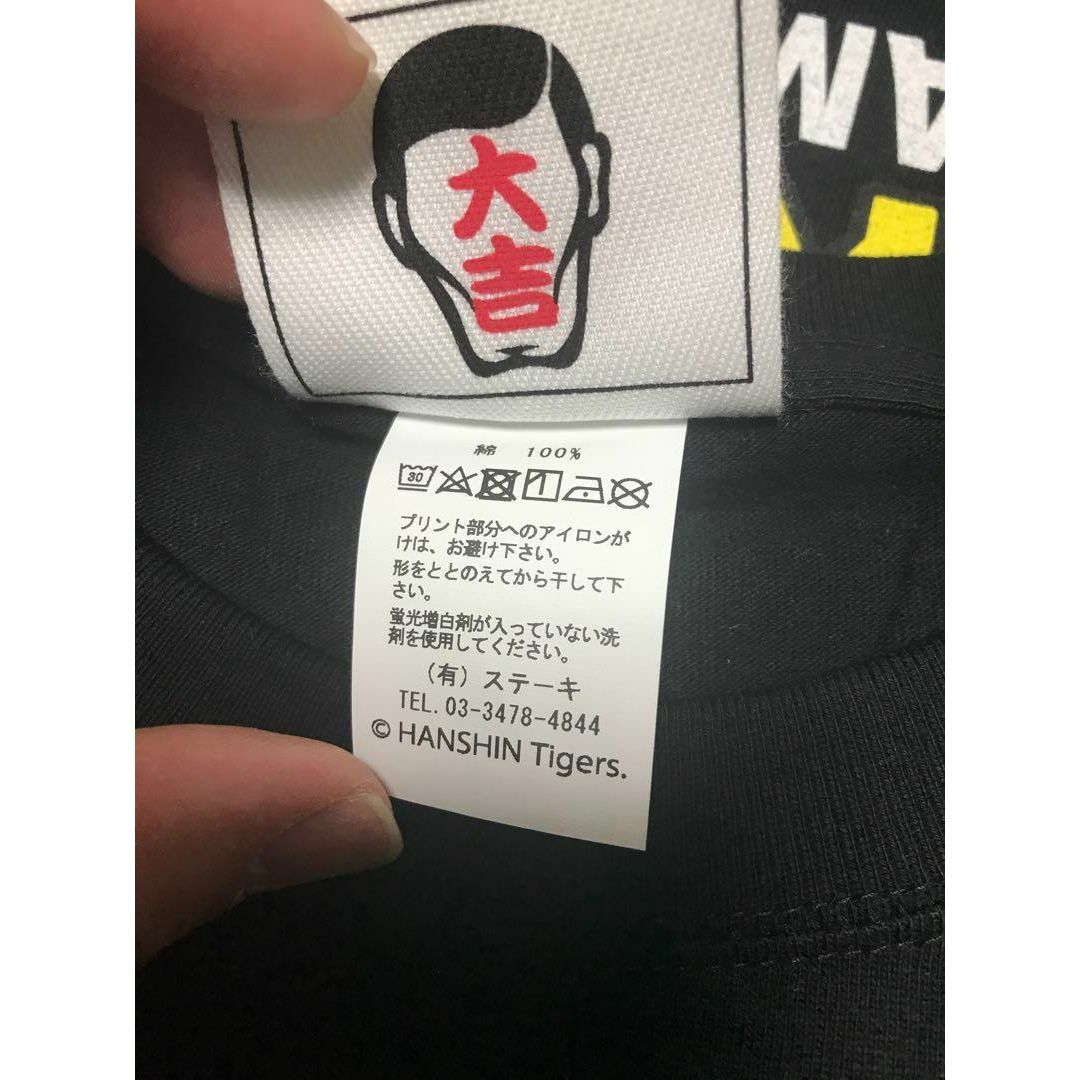 大
吉
AM
綿 100%
30
プリント部分へのアイロンが
けは、お避け下さい。
形をととのえてから干して下
さい。
蛍光増白剤が入っていない洗
剤を使用してください。
(有) ステーキ
TEL. 03-3478-4844
© HANSHIN Tigers.